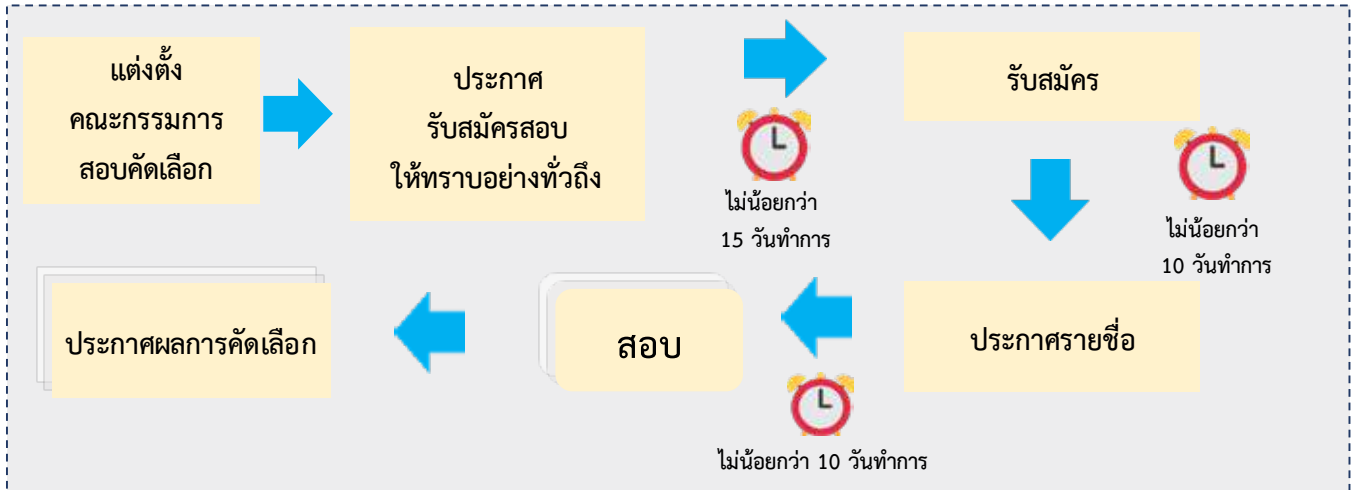 แต่งตั้ง
คณะกรรมการ
สอบคัดเลือก
ประกาศ
รับสมัครสอบ
ให้ทราบอย่างทั่วถึง
ไม่น้อยกว่า
15 วันทำการ
รับสมัคร
ไม่น้อยกว่า
10 วันทำการ
ประกาศรายชื่อ
ไม่น้อยกว่า 10 วันทำการ
สอบ
ประกาศผลการคัดเลือก